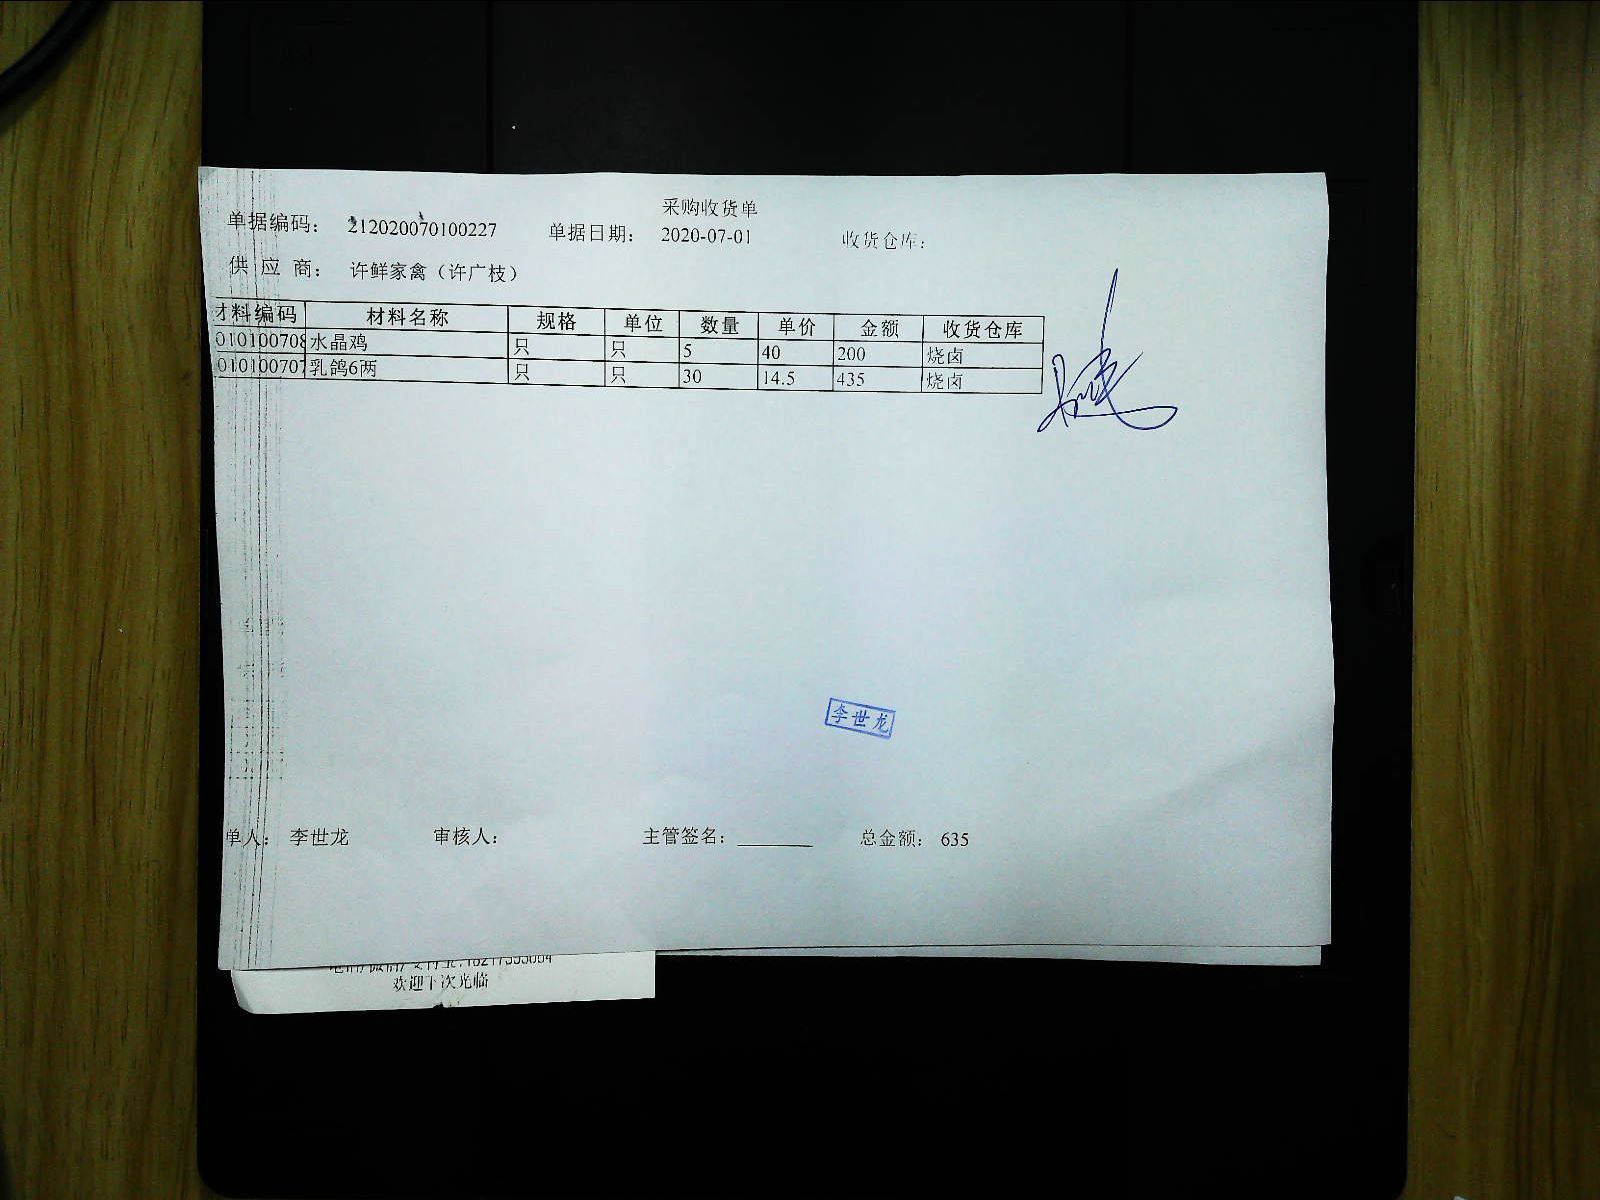 采购收货单
单据编码： 212020070100227 单据日期： 2020-07-01 收货仓库：
供 应 商： 许鲜家禽（许广枝）
材料编码 材料名称 规格 单位 数量 单价 金额 收货仓库
010100708 水晶鸡 只 只 5 40 200 烧卤
010100707 乳鸽6两 只 只 30 14.5 435 烧卤
李世龙
单人： 李世龙 审核人： 主管签名： 总金额： 635
欢迎下次光临